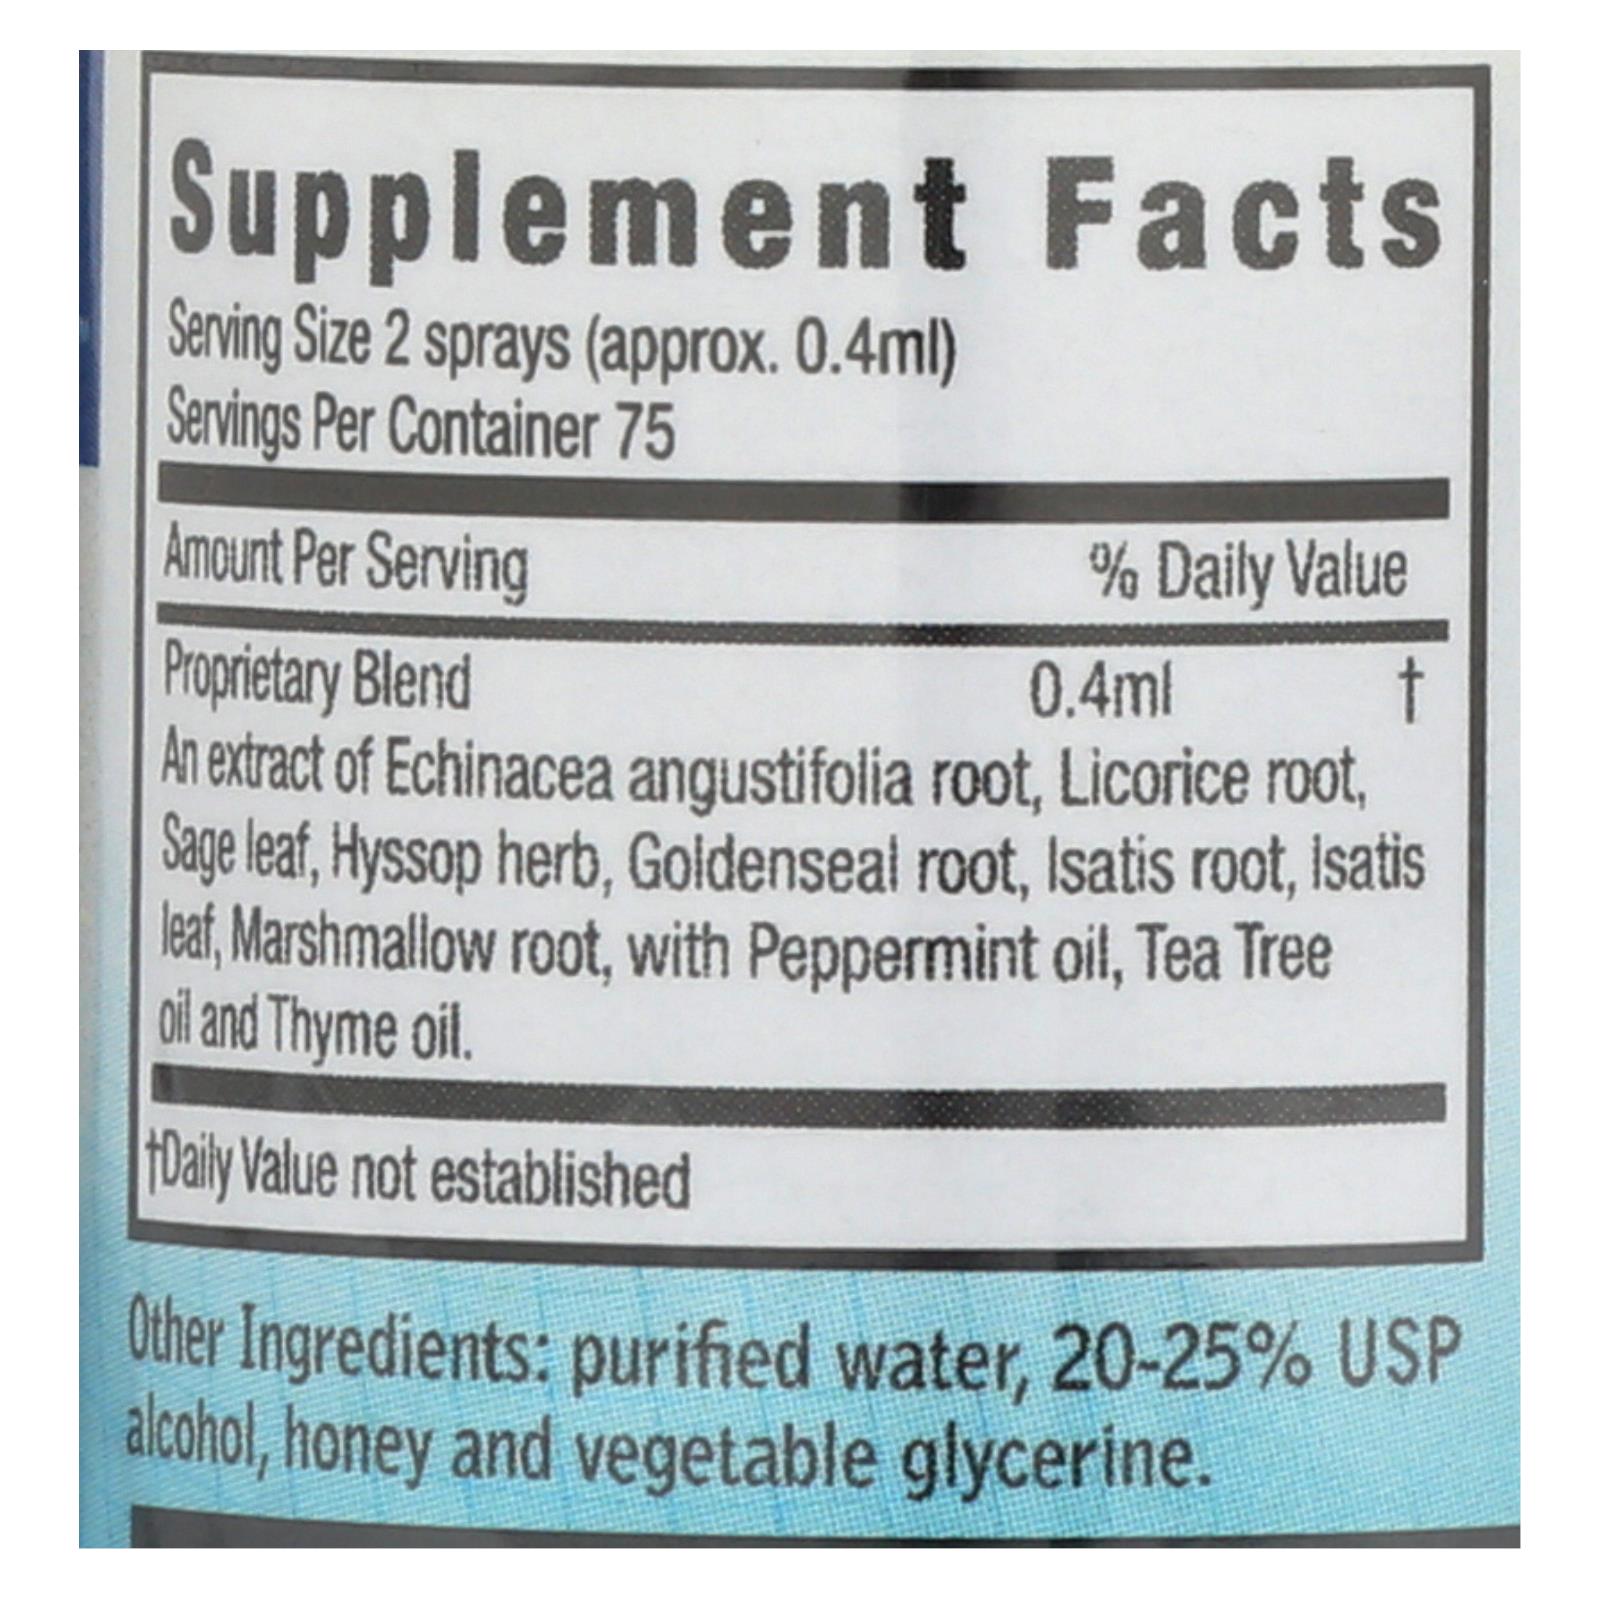 Supplement Facts
Serving Size 2 sprays (approx. 0.4ml)
Servings Per Container 75
Amount Per Serving % Daily Value
Proprietary Blend 0.4ml †
An extract of Echinacea angustifolia root, Licorice root,
Sage leaf, Hyssop herb, Goldenseal root, Isatis root, Isatis
leaf, Marshmallow root, with Peppermint oil, Tea Tree
oil and Thyme oil.
†Daily Value not established
Other Ingredients: purified water, 20-25% USP
alcohol, honey and vegetable glycerine.